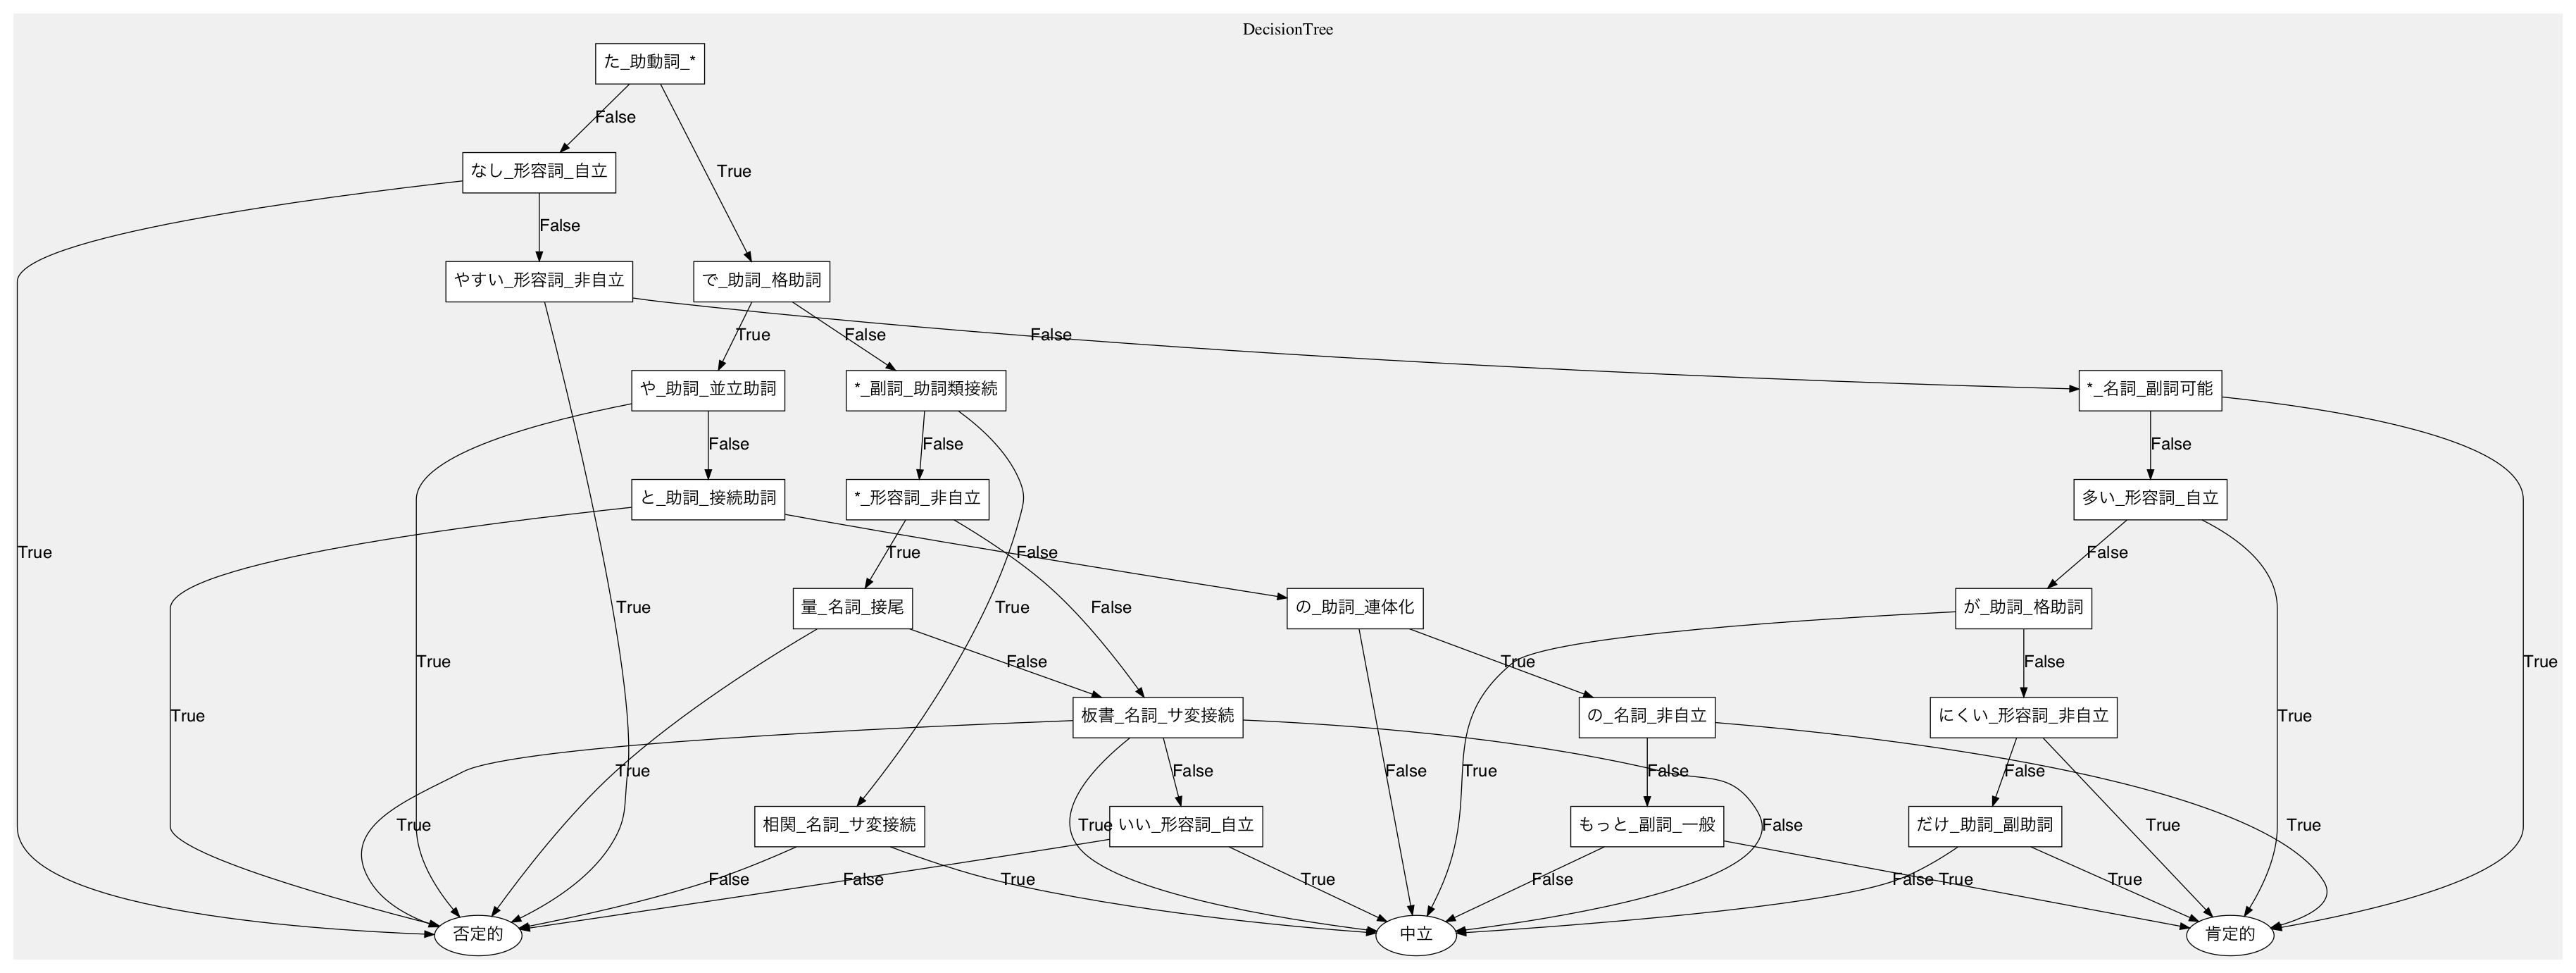 DecisionTree
た_助動詞_*
False
なし_形容詞_自立
True
False
やすい_形容詞_非自立
で_助詞_格助詞
True
False
False
や_助詞_並立助詞
*_副詞_助詞類接続
*_名詞_副詞可能
False
False
False
と_助詞_接続助詞
*_形容詞_非自立
多い_形容詞_自立
True
True
False
False
量_名詞_接尾
True
True
False
の_助詞_連体化
が_助詞_格助詞
True
False
True
False
True
板書_名詞_サ変接続
の_名詞_非自立
にくい_形容詞_非自立
True
True
True
False
False
True
False
False
相関_名詞_サ変接続
いい_形容詞_自立
もっと_副詞_一般
だけ_助詞_副助詞
True
True
False
True
True
False
False
True
True
False
False
True
True
否定的
中立
肯定的